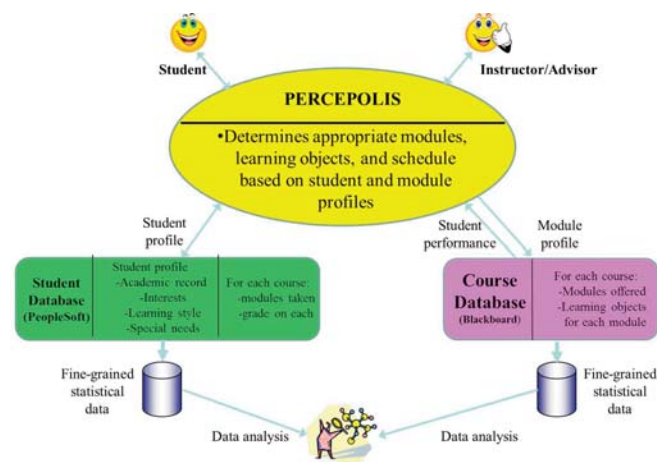 Student
Instructor/Advisor
PERCEPOLIS
•Determines appropriate modules,
learning objects, and schedule
based on student and module
profiles
Student
profile
Student
performance
Module
profile
Student
Database
(PeopleSoft)
Student profile
-Academic record
-Interests
-Learning style
-Special needs
For each course:
-modules taken
-grade on each
Course
Database
(Blackboard)
For each course:
-Modules offered
-Learning objects
for each module
Fine-grained
statistical
data
Fine-grained
statistical
data
Data analysis
Data analysis